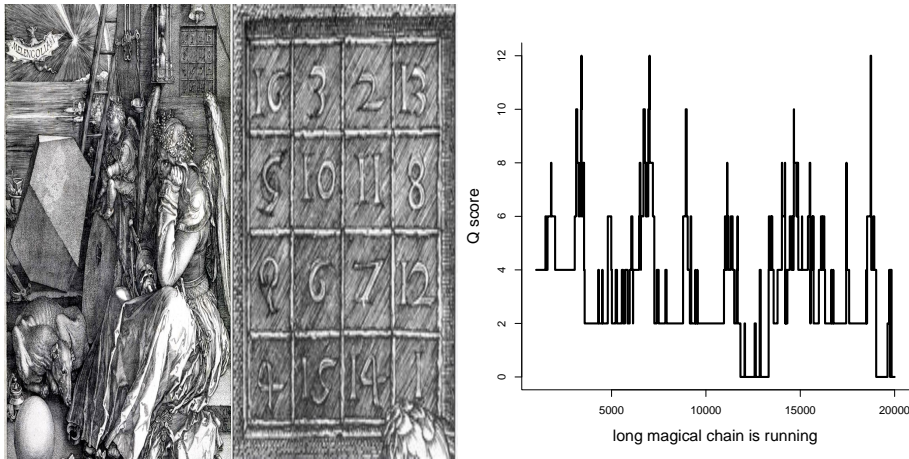 MELENCOLIA I
16 3 2 13
5 10 11 8
9 6 7 12
4 15 14 1
Q score
12
10
8
6
4
2
0
5000 10000 15000 20000
long magical chain is running